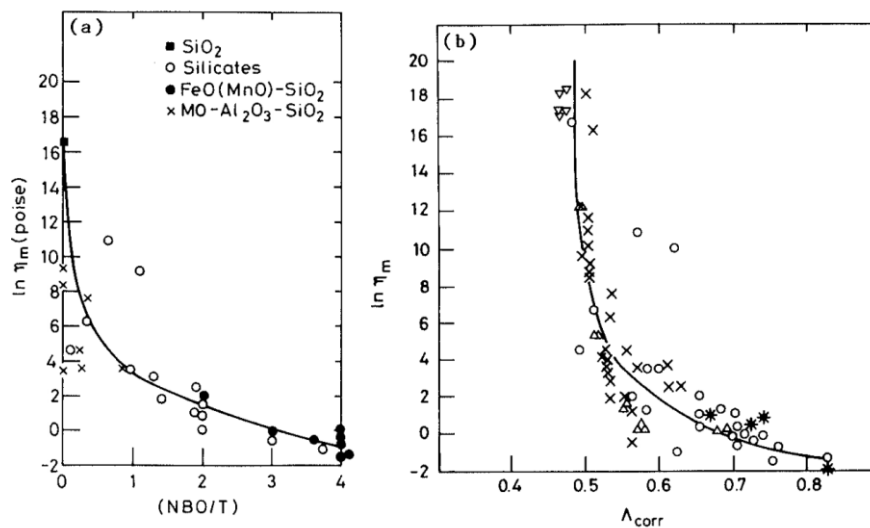 (a)
■ SiO₂
○ Silicates
● FeO(MnO)-SiO₂
× MO-Al₂O₃-SiO₂
20
18
16
14
12
10
8
6
4
2
0
-2
ln ηm(poise)
0 1 2 3 4
(NBO/T)
(b)
20
18
16
14
12
10
8
6
4
2
0
-2
ln ηm
0.4 0.5 0.6 0.7 0.8
Λcorr